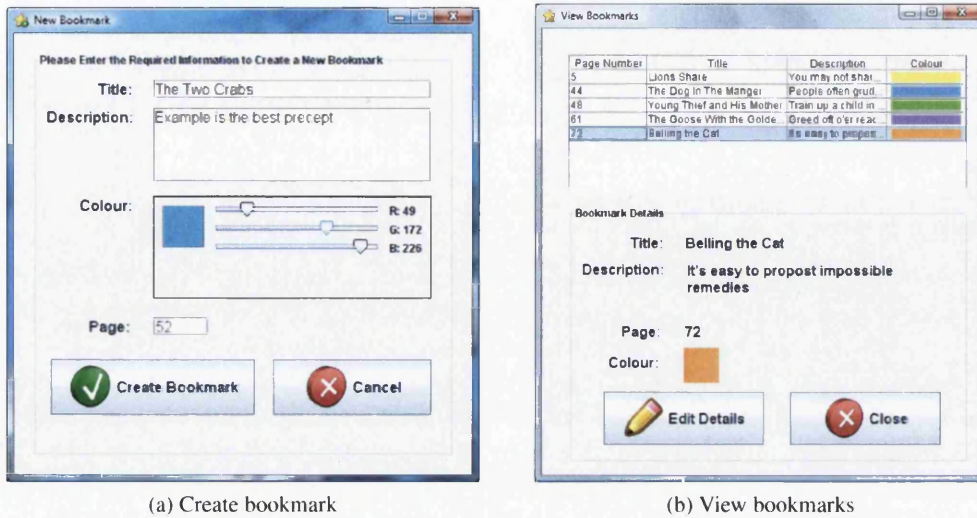 New Bookmark
Please Enter the Required Information to Create a New Bookmark
Title: The Two Crabs
Description: Example is the best precept
Colour:
R: 49
G: 172
B: 226
Page: 52
Create Bookmark Cancel
(a) Create bookmark
View Bookmarks
Page Number Title Description Colour
5 Lions Share You may not shar...
44 The Dog In The Manger People often grud...
48 Young Thief and His Mother Train up a child in ...
61 The Goose With the Golde... Greed oft o'er reac...
72 Belling the Cat It's easy to propost...
Bookmark Details
Title: Belling the Cat
Description: It's easy to propost impossible
remedies
Page: 72
Colour:
Edit Details Close
(b) View bookmarks